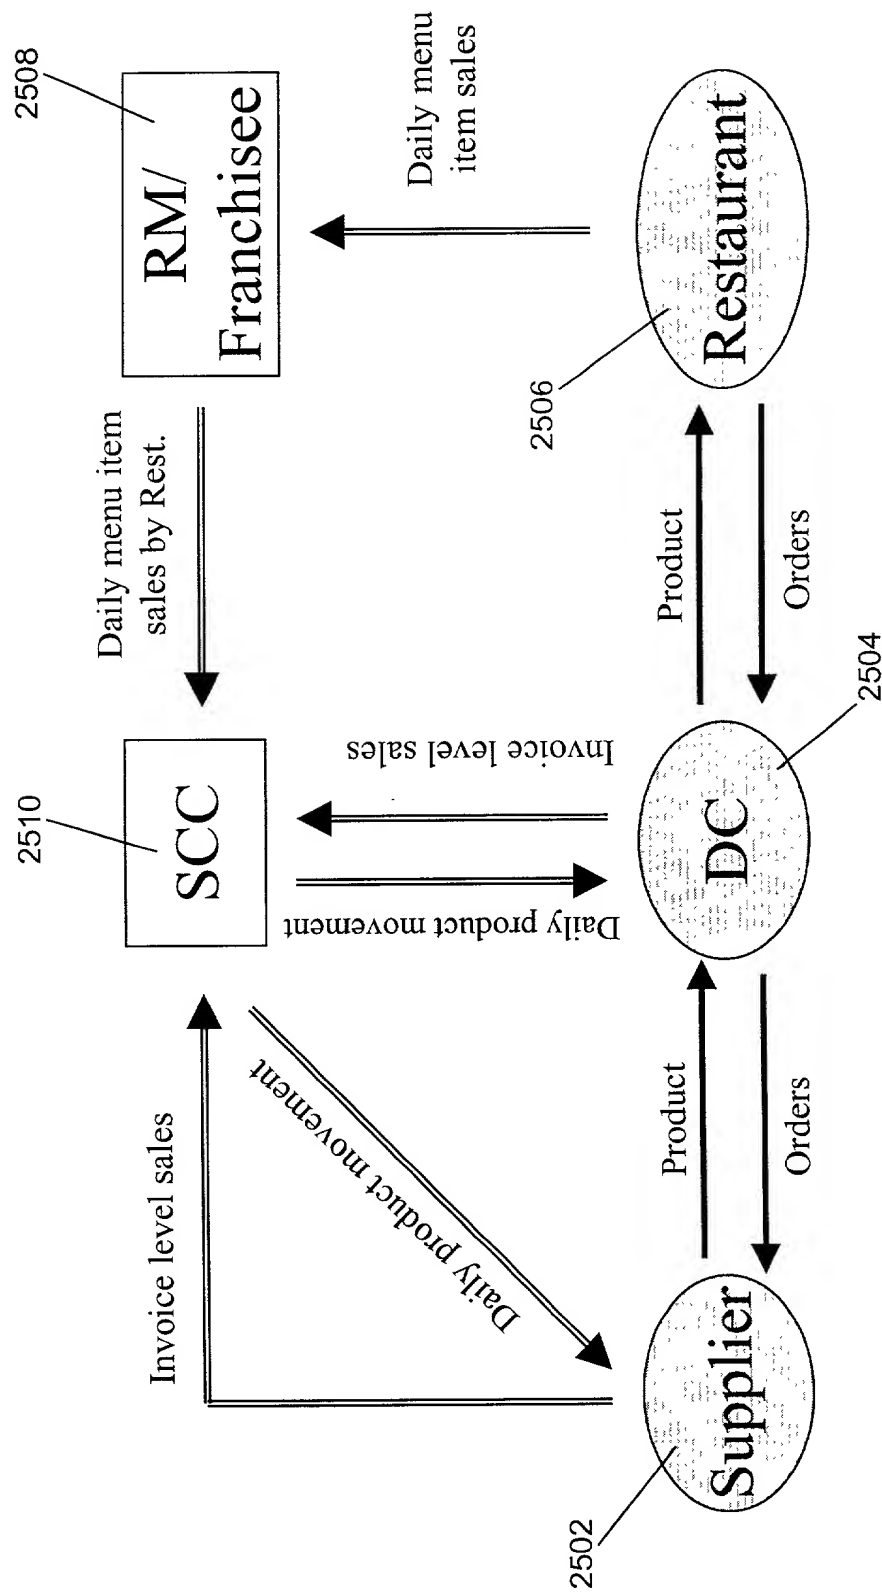 2510
2508
SCC
RM/
Franchisee
Invoice level sales
Daily menu item
sales by Rest.
Daily product movement
Daily product movement
Invoice level sales
Daily menu
item sales
2502
Supplier
Product
Orders
DC
2504
Product
Orders
2506
Restaurant